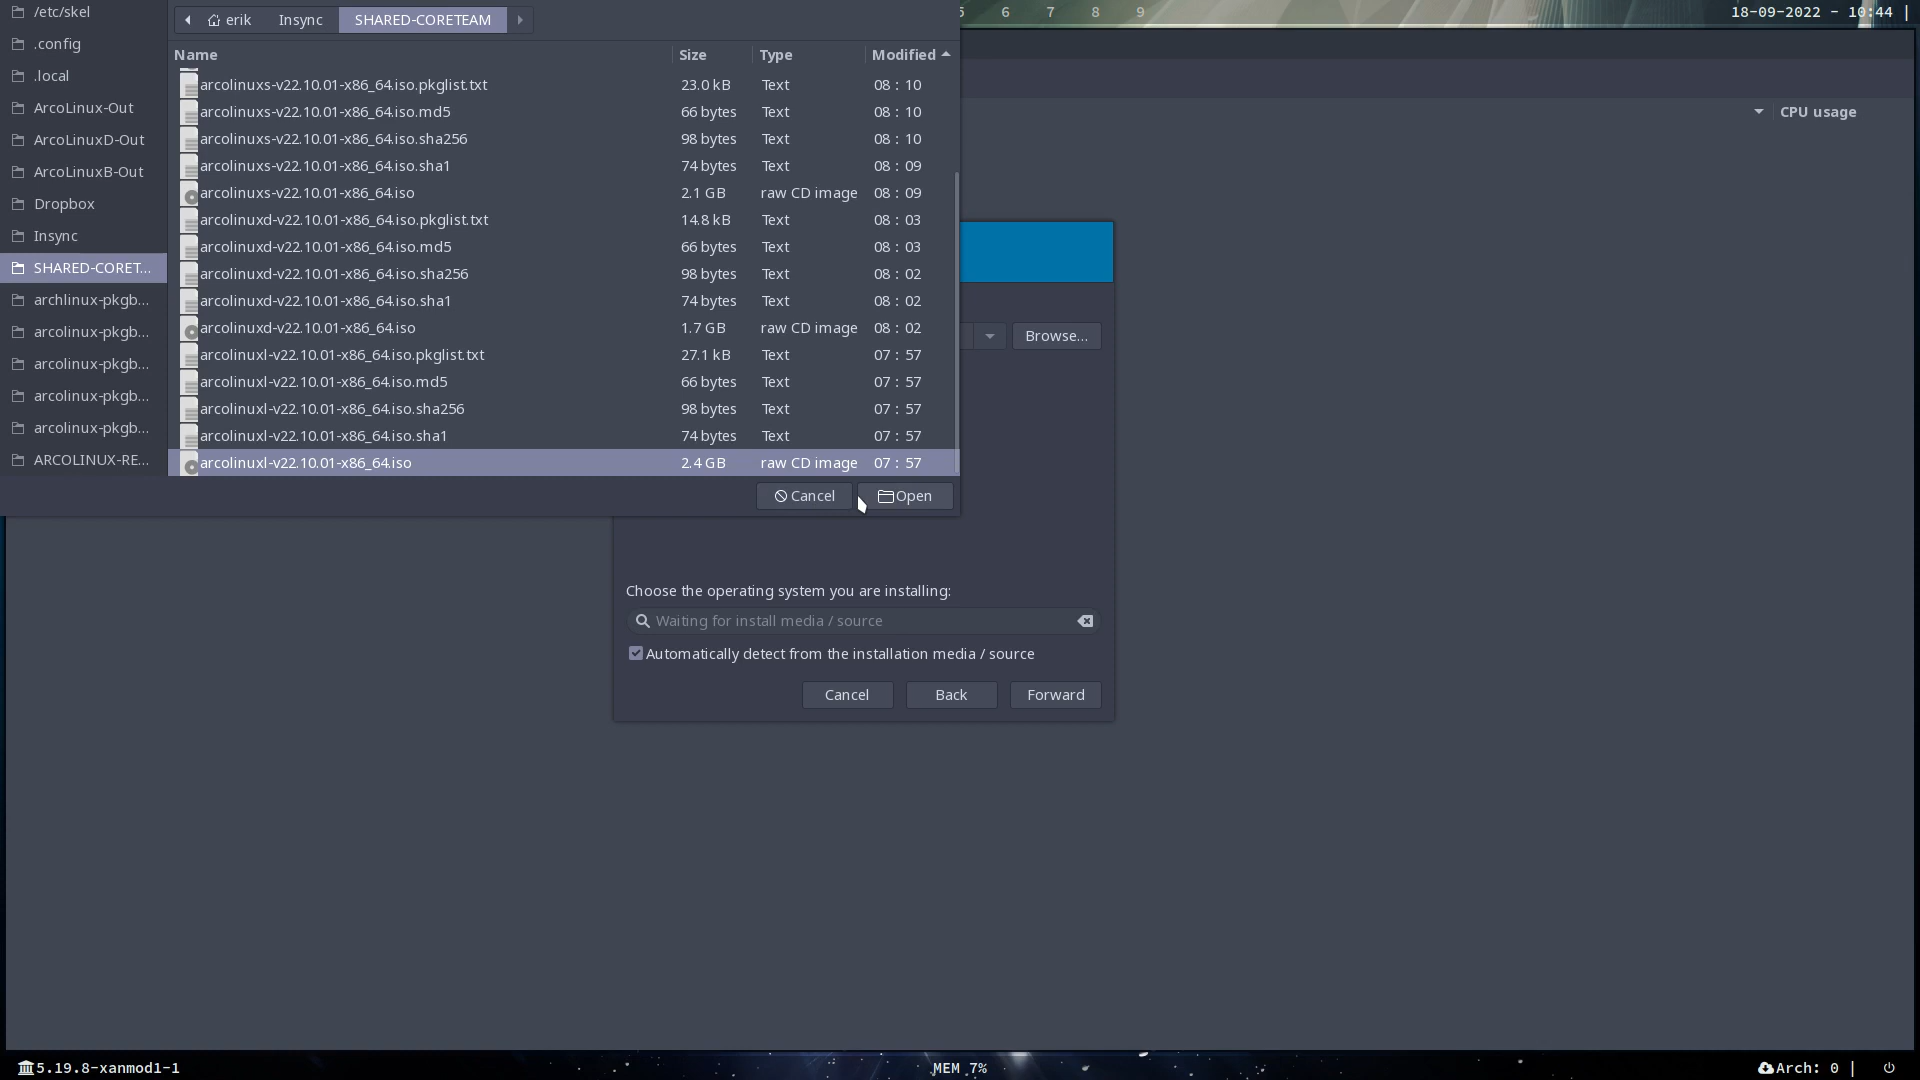 /etc/skel
erik Insync SHARED-CORETEAM
6 7 8 9
18-09-2022 - 10:44 |
.config
Name Size Type Modified
.local
arcolinuxs-v22.10.01-x86_64.iso.pkglist.txt 23.0 kB Text 08 : 10
ArcoLinux-Out
arcolinuxs-v22.10.01-x86_64.iso.md5 66 bytes Text 08 : 10
CPU usage
ArcoLinuxD-Out
arcolinuxs-v22.10.01-x86_64.iso.sha256 98 bytes Text 08 : 10
ArcoLinuxB-Out
arcolinuxs-v22.10.01-x86_64.iso.sha1 74 bytes Text 08 : 09
Dropbox
arcolinuxs-v22.10.01-x86_64.iso 2.1 GB raw CD image 08 : 09
arcolinuxd-v22.10.01-x86_64.iso.pkglist.txt 14.8 kB Text 08 : 03
Insync
arcolinuxd-v22.10.01-x86_64.iso.md5 66 bytes Text 08 : 03
SHARED-CORET...
arcolinuxd-v22.10.01-x86_64.iso.sha256 98 bytes Text 08 : 02
archlinux-pkgb...
arcolinuxd-v22.10.01-x86_64.iso.sha1 74 bytes Text 08 : 02
arcolinux-pkgb...
arcolinuxd-v22.10.01-x86_64.iso 1.7 GB raw CD image 08 : 02
Browse...
arcolinux-pkgb...
arcolinuxl-v22.10.01-x86_64.iso.pkglist.txt 27.1 kB Text 07 : 57
arcolinuxl-v22.10.01-x86_64.iso.md5 66 bytes Text 07 : 57
arcolinux-pkgb...
arcolinuxl-v22.10.01-x86_64.iso.sha256 98 bytes Text 07 : 57
arcolinux-pkgb...
arcolinuxl-v22.10.01-x86_64.iso.sha1 74 bytes Text 07 : 57
ARCOLINUX-RE...
arcolinuxl-v22.10.01-x86_64.iso 2.4 GB raw CD image 07 : 57
Cancel Open
Choose the operating system you are installing:
Waiting for install media / source
Automatically detect from the installation media / source
Cancel Back Forward
5.19.8-xanmod1-1
MEM 7%
Arch: 0 |